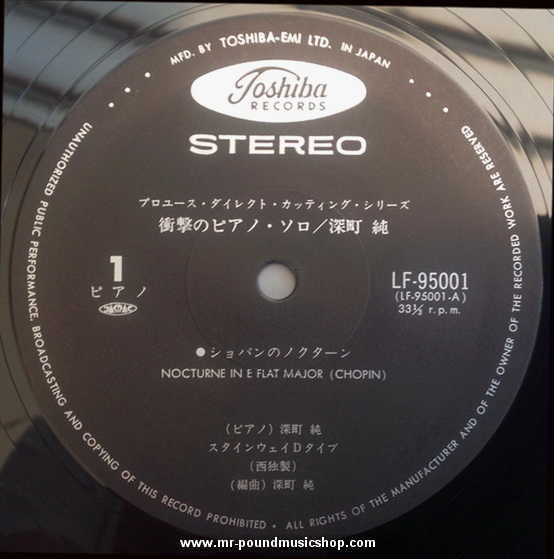 MFD. BY TOSHIBA-EMI LTD. IN JAPAN
Toshiba
RECORDS
STEREO
プロユース・ダイレクト・カッティング・シリーズ
衝撃のピアノ・ソロ/深町 純
1
ピアノ
JASRAC
LF-95001
(LF-95001-A)
33⅓ r.p.m.
●ショパンのノクターン
NOCTURNE IN E FLAT MAJOR (CHOPIN)
(ピアノ) 深町 純
スタインウェイDタイプ
(西独製)
(編曲) 深町 純
UNAUTHORIZED PUBLIC PERFORMANCE, BROADCASTING AND COPYING OF THIS RECORD PROHIBITED • ALL RIGHTS OF THE MANUFACTURER AND OF THE OWNER OF THE RECORDED WORK ARE RESERVED
www.mr-poundmusicshop.com